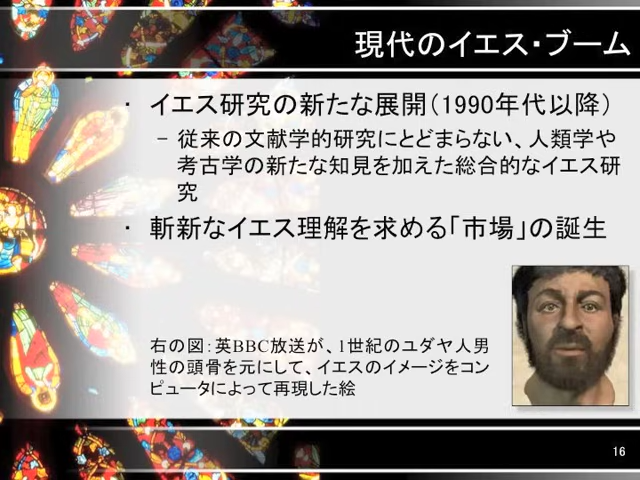 現代のイエス・ブーム
・ イエス研究の新たな展開（1990年代以降）
– 従来の文献学的研究にとどまらない、人類学や
考古学の新たな知見を加えた総合的なイエス研
究
・ 斬新なイエス理解を求める「市場」の誕生
右の図：英BBC放送が、1世紀のユダヤ人男
性の頭骨を元にして、イエスのイメージをコン
ピュータによって再現した絵
16